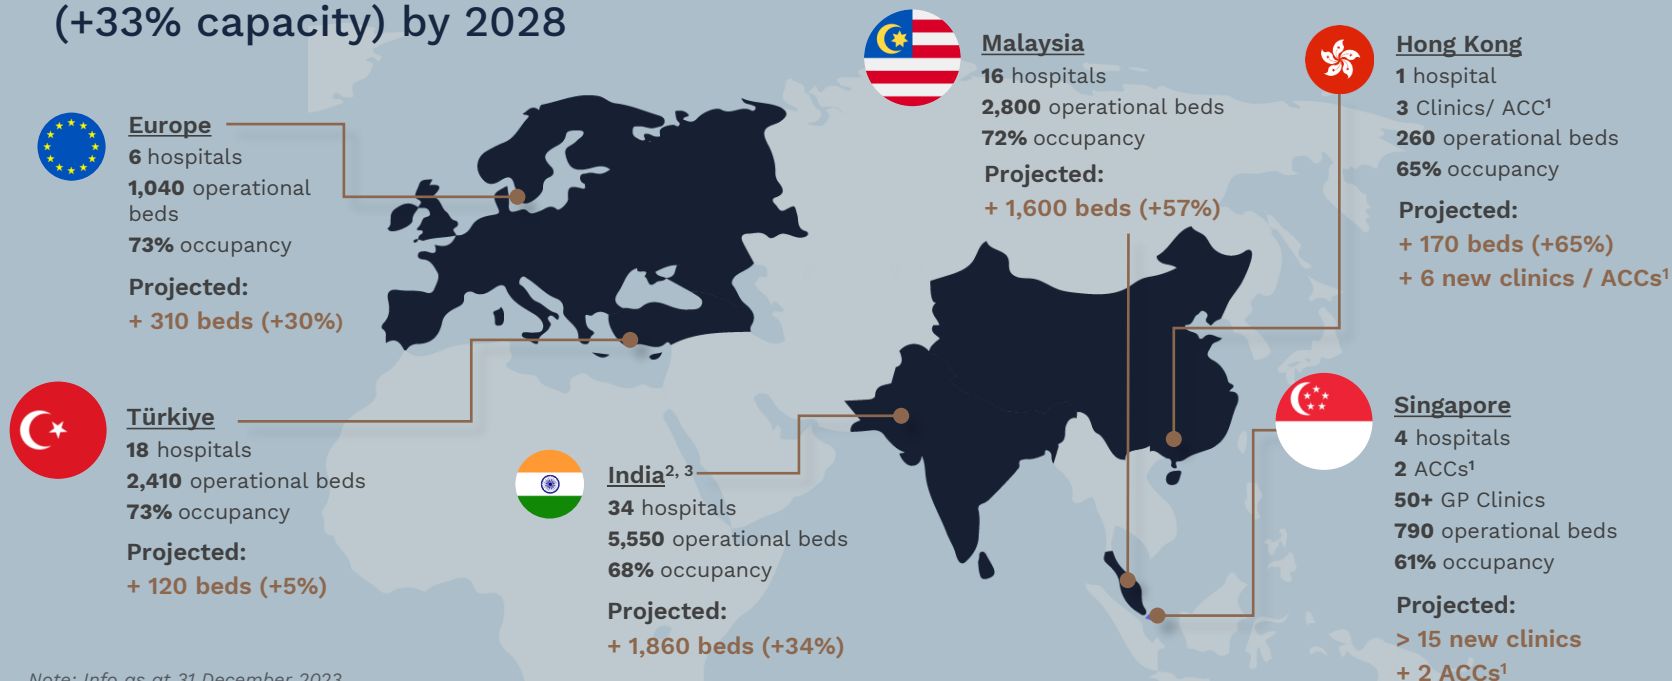 (+33% capacity) by 2028
Europe
6 hospitals
1,040 operational
beds
73% occupancy
Projected:
+ 310 beds (+30%)
Türkiye
18 hospitals
2,410 operational beds
73% occupancy
Projected:
+ 120 beds (+5%)
India2, 3
34 hospitals
5,550 operational beds
68% occupancy
Projected:
+ 1,860 beds (+34%)
Malaysia
16 hospitals
2,800 operational beds
72% occupancy
Projected:
+ 1,600 beds (+57%)
Hong Kong
1 hospital
3 Clinics/ ACC¹
260 operational beds
65% occupancy
Projected:
+ 170 beds (+65%)
+ 6 new clinics / ACCs¹
Singapore
4 hospitals
2 ACCs¹
50+ GP Clinics
790 operational beds
61% occupancy
Projected:
> 15 new clinics
+ 2 ACCs¹
Note: Info as at 31 December 2023